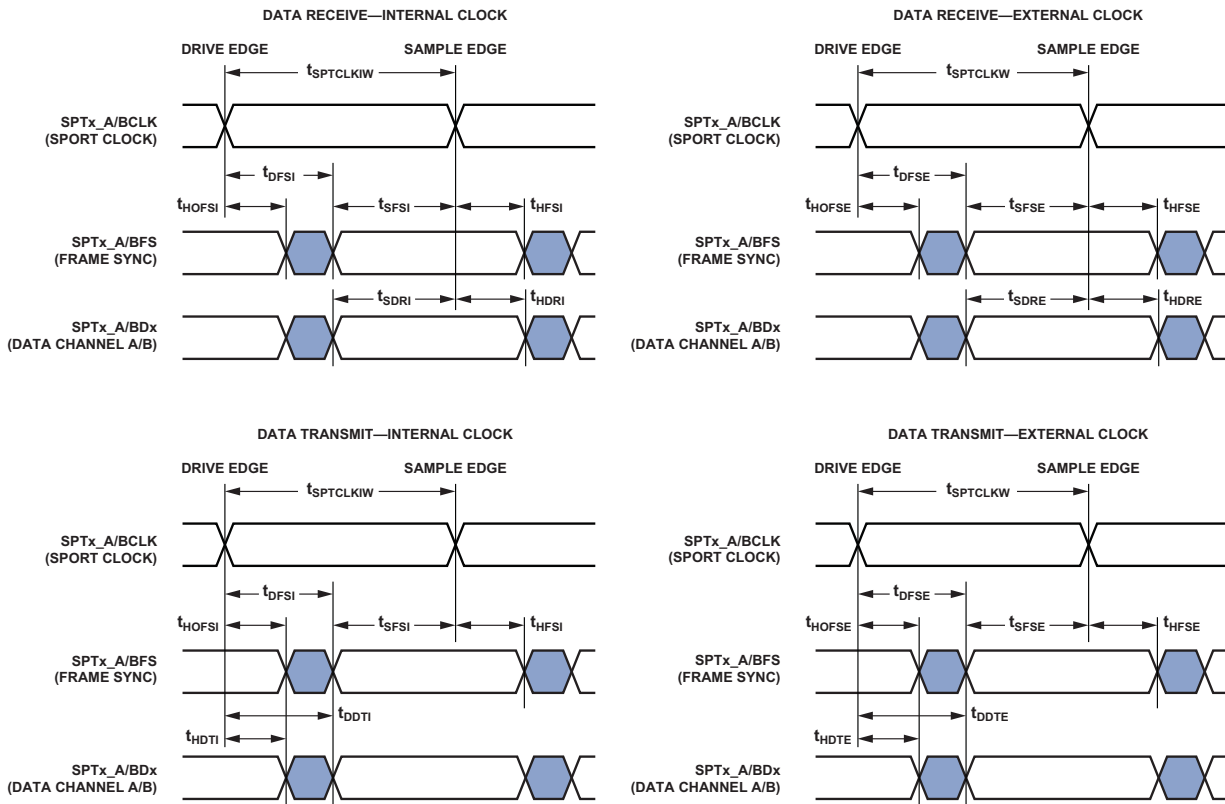 DATA RECEIVE—INTERNAL CLOCK
DRIVE EDGE
SAMPLE EDGE
tSPTCLKIW
SPTx_A/BCLK
(SPORT CLOCK)
tDFSI
tHOFSI
tSFSI
tHFSI
SPTx_A/BFS
(FRAME SYNC)
tSDRI
tHDRI
SPTx_A/BDx
(DATA CHANNEL A/B)
DATA RECEIVE—EXTERNAL CLOCK
DRIVE EDGE
SAMPLE EDGE
tSPTCLKW
SPTx_A/BCLK
(SPORT CLOCK)
tDFSE
tHOFSE
tSFSE
tHFSE
SPTx_A/BFS
(FRAME SYNC)
tSDRE
tHDRE
SPTx_A/BDx
(DATA CHANNEL A/B)
DATA TRANSMIT—INTERNAL CLOCK
DRIVE EDGE
SAMPLE EDGE
tSPTCLKIW
SPTx_A/BCLK
(SPORT CLOCK)
tDFSI
tHOFSI
tSFSI
tHFSI
SPTx_A/BFS
(FRAME SYNC)
tDDTI
tHDTI
SPTx_A/BDx
(DATA CHANNEL A/B)
DATA TRANSMIT—EXTERNAL CLOCK
DRIVE EDGE
SAMPLE EDGE
tSPTCLKW
SPTx_A/BCLK
(SPORT CLOCK)
tDFSE
tHOFSE
tSFSE
tHFSE
SPTx_A/BFS
(FRAME SYNC)
tDDTE
tHDTE
SPTx_A/BDx
(DATA CHANNEL A/B)